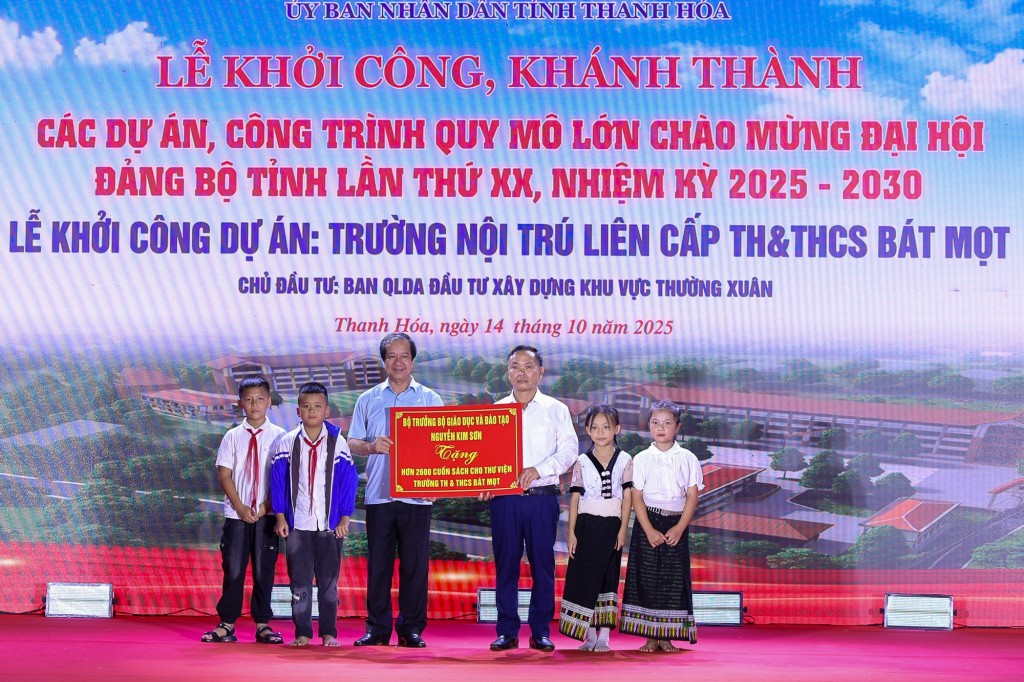 ỦY BAN NHÂN DÂN TỈNH THANH HÓA
LỄ KHỞI CÔNG, KHÁNH THÀNH
CÁC DỰ ÁN, CÔNG TRÌNH QUY MÔ LỚN CHÀO MỪNG ĐẠI HỘI
ĐẢNG BỘ TỈNH LẦN THỨ XX, NHIỆM KỲ 2025 - 2030
LỄ KHỞI CÔNG DỰ ÁN: TRƯỜNG NỘI TRÚ LIÊN CẤP TH&THCS BÁT MỌT
CHỦ ĐẦU TƯ: BAN QLDA ĐẦU TƯ XÂY DỰNG KHU VỰC THƯỜNG XUÂN
Thanh Hóa, ngày 14 tháng 10 năm 2025
BỘ TRƯỞNG BỘ GIÁO DỤC VÀ ĐÀO TẠO
NGUYỄN KIM SƠN
Tặng
HƠN 2600 CUỐN SÁCH CHO THƯ VIỆN
TRƯỜNG TH & THCS BÁT MỌT